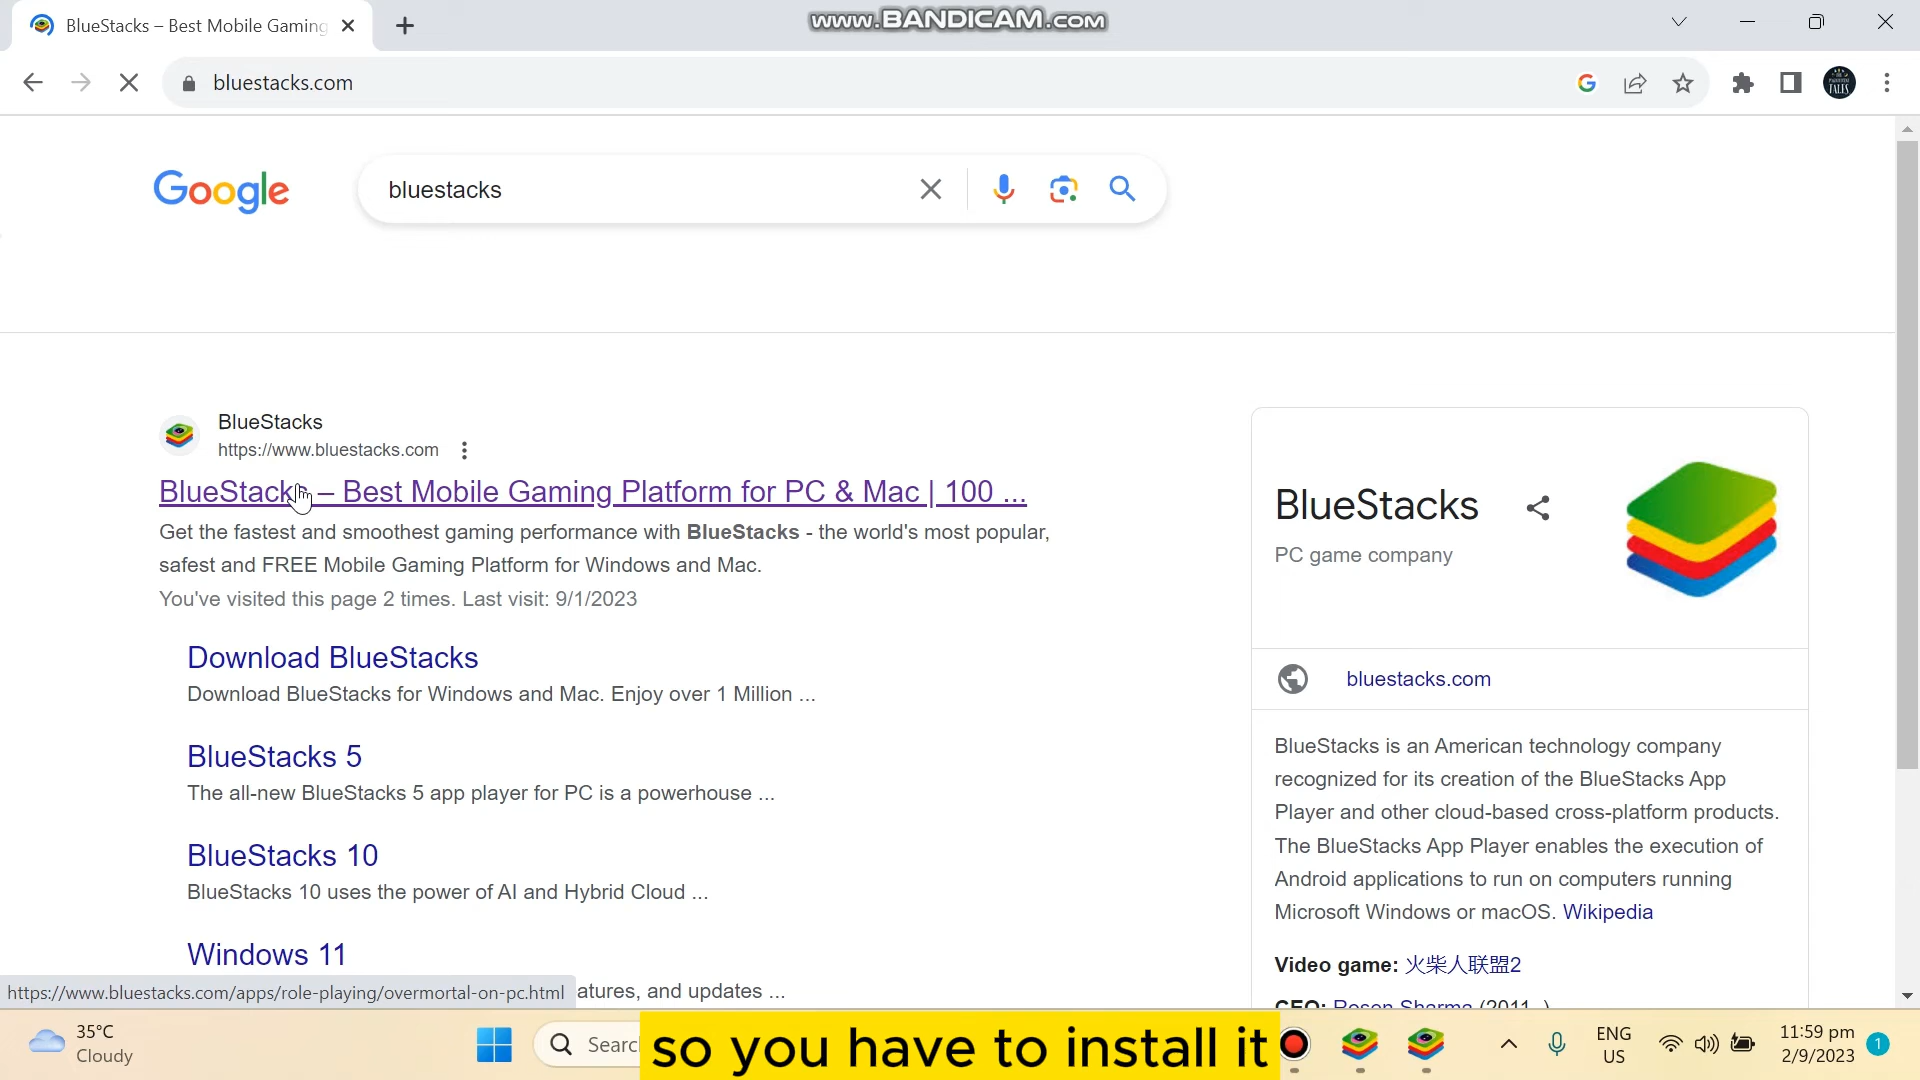 BlueStacks – Best Mobile Gaming
www.BANDICAM.com
bluestacks.com
Google
bluestacks
BlueStacks
https://www.bluestacks.com
BlueStacks – Best Mobile Gaming Platform for PC & Mac | 100 ...
Get the fastest and smoothest gaming performance with BlueStacks - the world's most popular,
safest and FREE Mobile Gaming Platform for Windows and Mac.
You've visited this page 2 times. Last visit: 9/1/2023
Download BlueStacks
Download BlueStacks for Windows and Mac. Enjoy over 1 Million ...
BlueStacks 5
The all-new BlueStacks 5 app player for PC is a powerhouse ...
BlueStacks 10
BlueStacks 10 uses the power of AI and Hybrid Cloud ...
Windows 11
atures, and updates ...
https://www.bluestacks.com/apps/role-playing/overmortal-on-pc.html
BlueStacks
PC game company
bluestacks.com
BlueStacks is an American technology company
recognized for its creation of the BlueStacks App
Player and other cloud-based cross-platform products.
The BlueStacks App Player enables the execution of
Android applications to run on computers running
Microsoft Windows or macOS. Wikipedia
Video game: 火柴人联盟2
CEO: Rosen Sharma (2011–)
35°C
Cloudy
Searc
so you have to install it
ENG
US
11:59 pm
2/9/2023
1